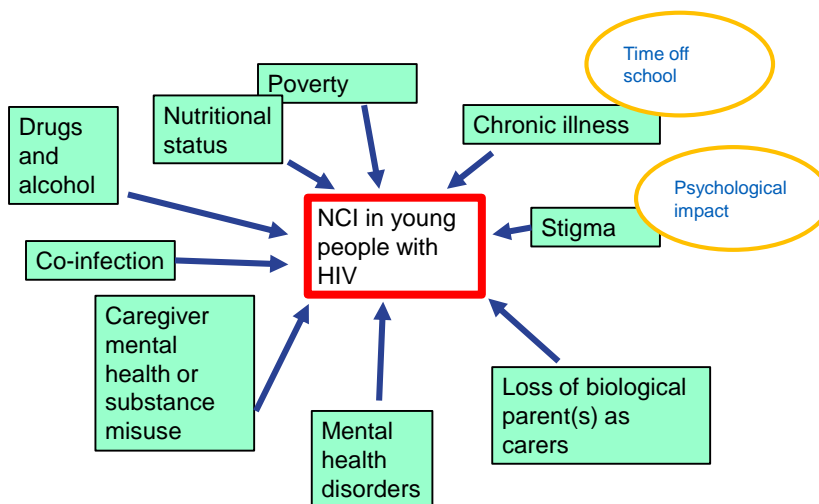 Time off
school
Poverty
Nutritional
status
Chronic illness
Drugs
and
alcohol
Psychological
impact
NCI in young
people with
HIV
Stigma
Co-infection
Caregiver
mental
health or
substance
misuse
Loss of biological
parent(s) as
carers
Mental
health
disorders